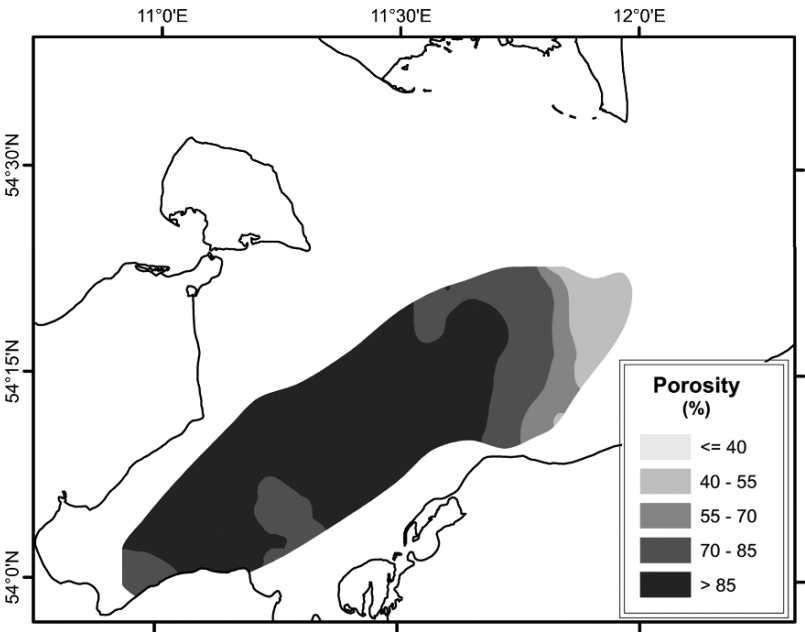 11°0'E 11°30'E 12°0'E
54°30'N
54°15'N
54°0'N
Porosity
(%)
<= 40
40 - 55
55 - 70
70 - 85
> 85